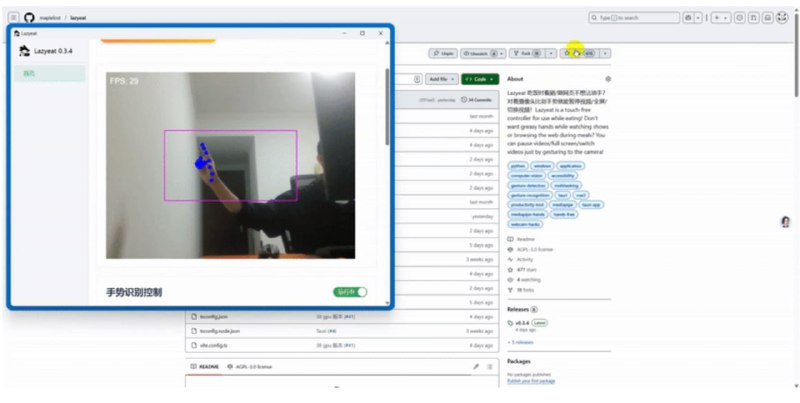 maplelost / lazyeat
Type / to search
Lazyeat
Lazyeat 0.3.4
首页
FPS: 29
手势识别控制
运行中
Unpin
Unwatch 4
Fork
Add file
Code
yesterday
34 Commits
last month
4 days ago
4 days ago
2 days ago
2 days ago
2 days ago
last month
yesterday
2 days ago
5 days ago
3 weeks ago
4 days ago
2 days ago
5 days ago
tsconfig.json
4 days ago
tsconfig.node.json
Tauri (#4)
3 weeks ago
vite.config.ts
4 days ago
README
AGPL-3.0 license
About
Lazyeat 吃饭时看剧/刷网页不想沾油手?
对着摄像头比划手势就能暂停视频/全屏/
切换视频! Lazyeat is a touch-free
controller for use while eating! Don't
want greasy hands while watching shows
or browsing the web during meals? You
can pause videos/full screen/switch
videos just by gesturing to the camera!
python
windows
application
computer-vision
accessibility
gesture-detection
multitasking
gesture-recognition
tauri
vue3
productivity-tool
mediapipe
tauri-app
mediapipe-hands
hands-free
webcam-hacks
Readme
AGPL-3.0 license
Activity
477 stars
4 watching
Releases 6
v0.3.4
Latest
4 days ago
+ 5 releases
Packages
No packages published
Publish your first package